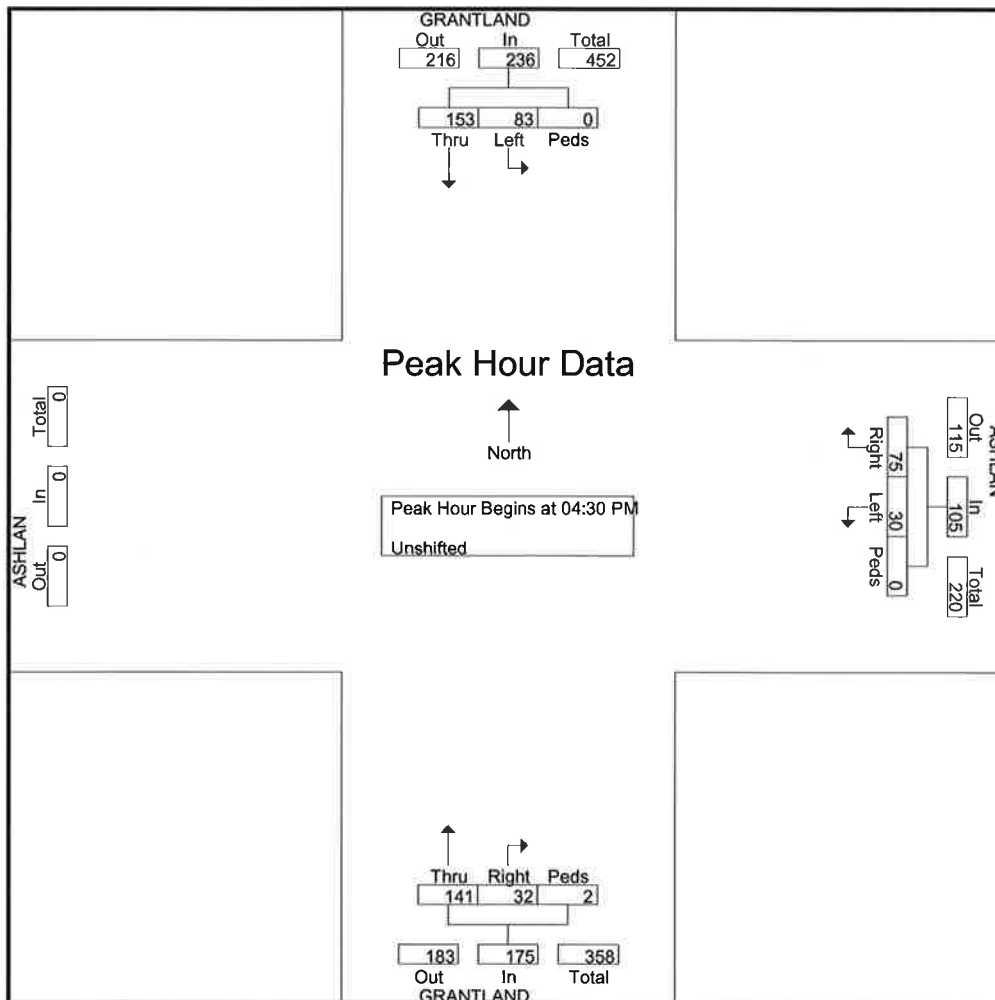 GRANTLAND
Out In Total
216 236 452
153 83 0
Thru Left Peds
Peak Hour Data
North
Peak Hour Begins at 04:30 PM
Unshifted
ASHLAN
Total In Out
0 0 0
ASHLAN
Out In Total
115 105 220
75 30 0
Right Left Peds
Thru Right Peds
141 32 2
183 175 358
Out In Total
GRANTLAND